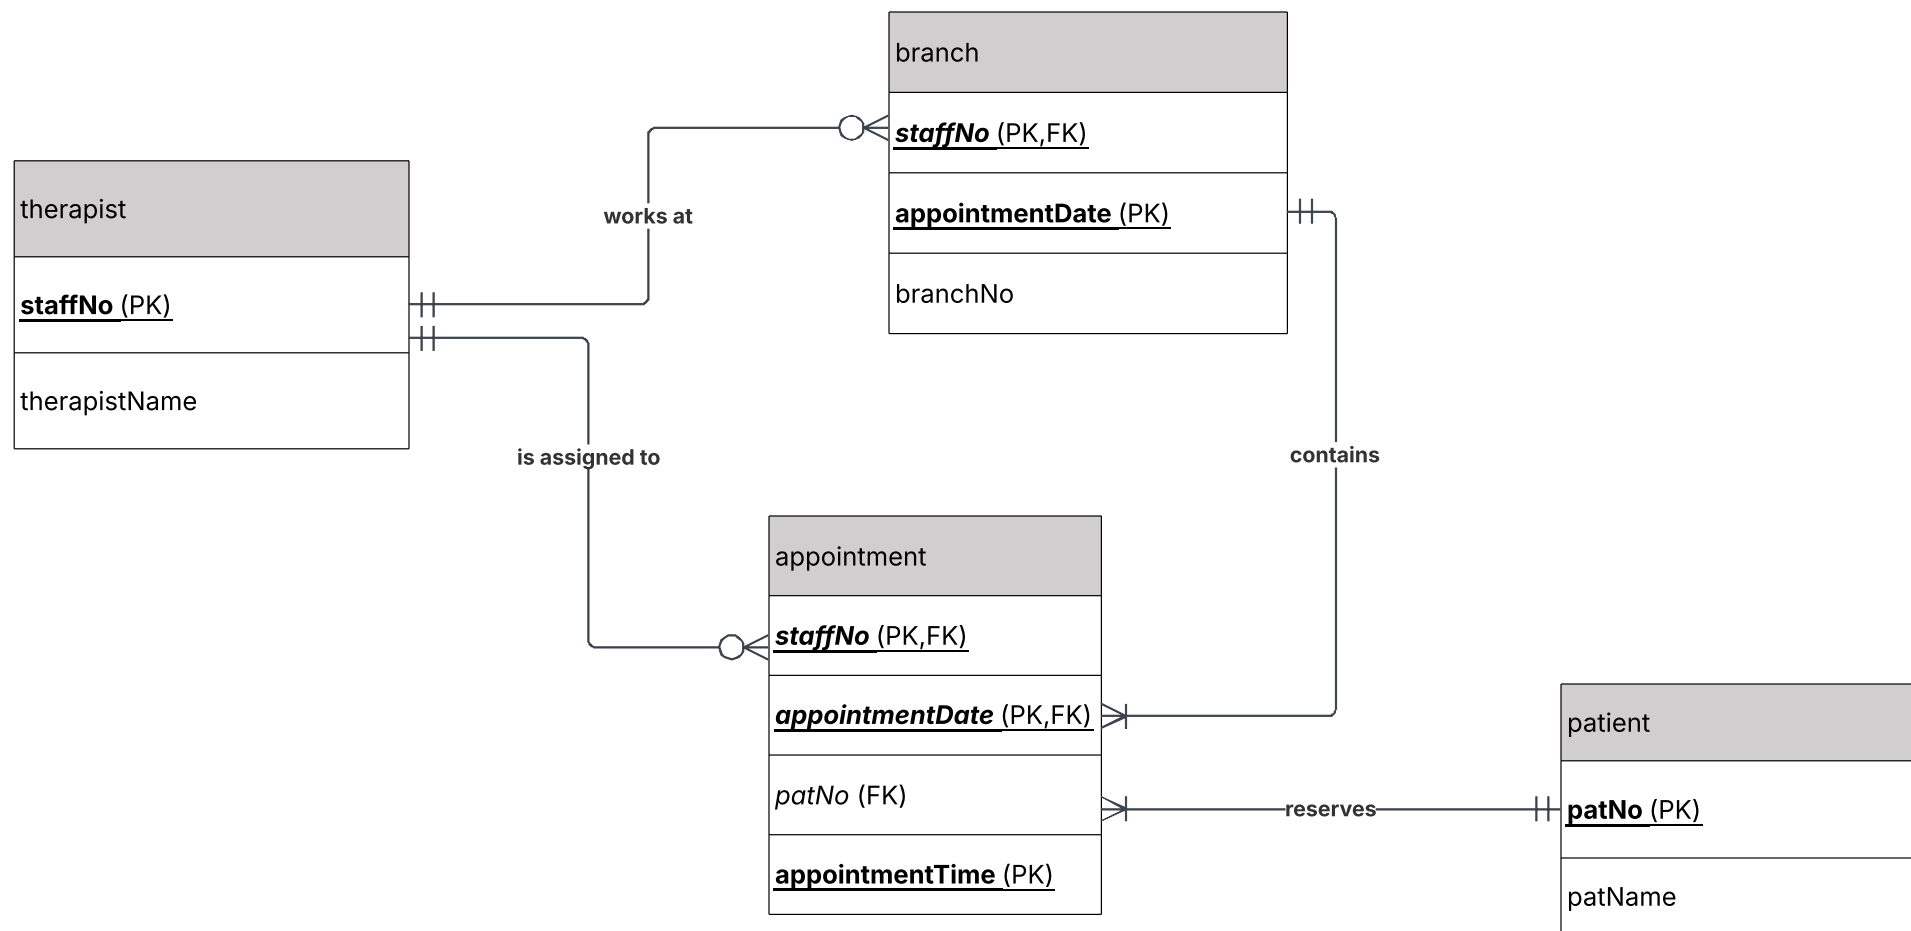 branch
staffNo (PK,FK)
appointmentDate (PK)
branchNo
therapist
staffNo (PK)
therapistName
works at
is assigned to
contains
appointment
staffNo (PK,FK)
appointmentDate (PK,FK)
patNo (FK)
appointmentTime (PK)
reserves
patient
patNo (PK)
patName